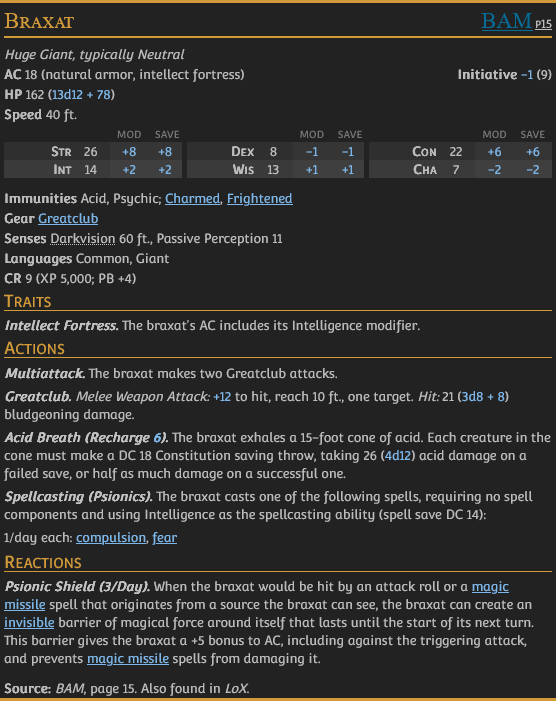 Braxat BAM P15
Huge Giant, typically Neutral
AC 18 (natural armor, intellect fortress) Initiative −1 (9)
HP 162 (13d12 + 78)
Speed 40 ft.
MOD SAVE MOD SAVE MOD SAVE
Str 26 +8 +8 Dex 8 −1 −1 Con 22 +6 +6
Int 14 +2 +2 Wis 13 +1 +1 Cha 7 −2 −2
Immunities Acid, Psychic; Charmed, Frightened
Gear Greatclub
Senses Darkvision 60 ft., Passive Perception 11
Languages Common, Giant
CR 9 (XP 5,000; PB +4)
Traits
Intellect Fortress. The braxat's AC includes its Intelligence modifier.
Actions
Multiattack. The braxat makes two Greatclub attacks.
Greatclub. Melee Weapon Attack: +12 to hit, reach 10 ft., one target. Hit: 21 (3d8 + 8)
bludgeoning damage.
Acid Breath (Recharge 6). The braxat exhales a 15-foot cone of acid. Each creature in the
cone must make a DC 18 Constitution saving throw, taking 26 (4d12) acid damage on a
failed save, or half as much damage on a successful one.
Spellcasting (Psionics). The braxat casts one of the following spells, requiring no spell
components and using Intelligence as the spellcasting ability (spell save DC 14):
1/day each: compulsion, fear
Reactions
Psionic Shield (3/Day). When the braxat would be hit by an attack roll or a magic
missile spell that originates from a source the braxat can see, the braxat can create an
invisible barrier of magical force around itself that lasts until the start of its next turn.
This barrier gives the braxat a +5 bonus to AC, including against the triggering attack,
and prevents magic missile spells from damaging it.
Source: BAM, page 15. Also found in LoX.